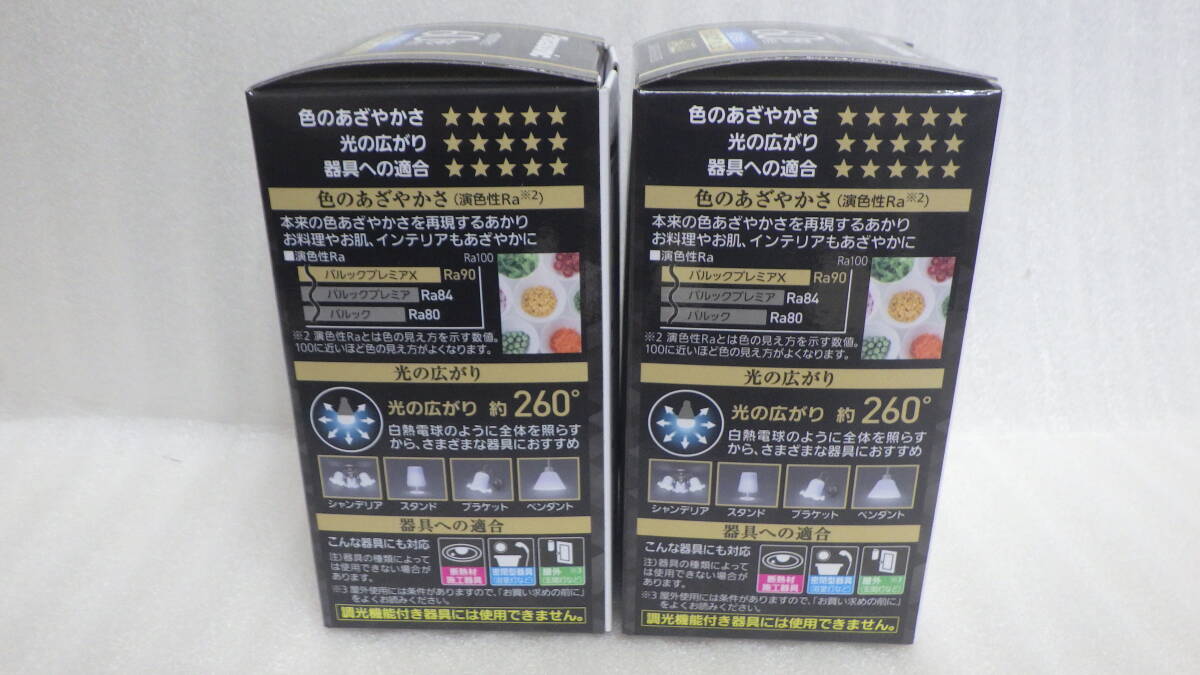 Panasonic
60
色のあざやかさ ★★★★★
光の広がり ★★★★★
器具への適合 ★★★★★
色のあざやかさ(演色性Ra※2)
本来の色あざやかさを再現するあかり
お料理やお肌、インテリアもあざやかに
■演色性Ra Ra100
パルックプレミアX Ra90
パルックプレミア Ra84
パルック Ra80
※2 演色性Raとは色の見え方を示す数値。
100に近いほど色の見え方がよくなります。
光の広がり
光の広がり 約260°
白熱電球のように全体を照らす
から、さまざまな器具におすすめ
シャンデリア スタンド ブラケット ペンダント
器具への適合
こんな器具にも対応
注)器具の種類によって
は使用できない場合が
あります。
断熱材
施工器具
密閉型器具
(浴室灯など)
屋外※3
(玄関灯など)
※3 屋外使用には条件がありますので、「お買い求めの前に」
をよくお読みください。
調光機能付き器具には使用できません。
60
色のあざやかさ ★★★★★
光の広がり ★★★★★
器具への適合 ★★★★★
色のあざやかさ(演色性Ra※2)
本来の色あざやかさを再現するあかり
お料理やお肌、インテリアもあざやかに
■演色性Ra Ra100
パルックプレミアX Ra90
パルックプレミア Ra84
パルック Ra80
※2 演色性Raとは色の見え方を示す数値。
100に近いほど色の見え方がよくなります。
光の広がり
光の広がり 約260°
白熱電球のように全体を照らす
から、さまざまな器具におすすめ
シャンデリア スタンド ブラケット ペンダント
器具への適合
こんな器具にも対応
注)器具の種類によって
は使用できない場合が
あります。
断熱材
施工器具
密閉型器具
(浴室灯など)
屋外※3
(玄関灯など)
※3 屋外使用には条件がありますので、「お買い求めの前に」
をよくお読みください。
調光機能付き器具には使用できません。